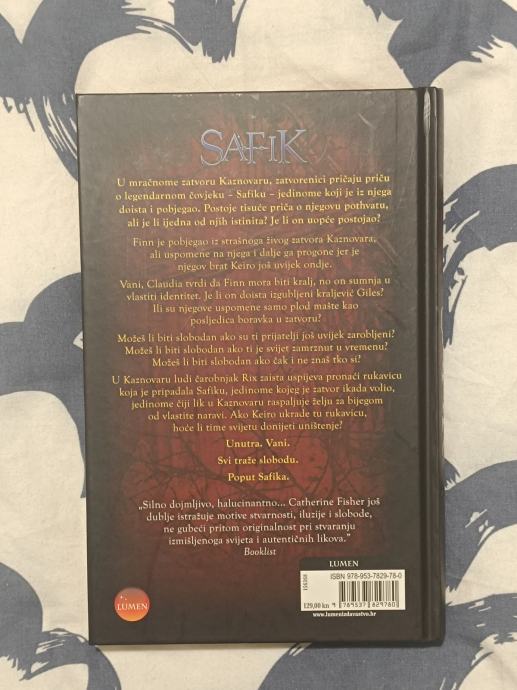 SAFIK
U mračnome zatvoru Kaznovaru, zatvorenici pričaju priču
o legendarnom čovjeku – Safiku – jedinome koji je iz njega
doista i pobjegao. Postoje tisuće priča o njegovu pothvatu,
ali je li ijedna od njih istinita? Je li on uopće postojao?
Finn je pobjegao iz strašnoga živog zatvora Kaznovara,
ali uspomene na njega i dalje ga progone jer je
njegov brat Keiro još uvijek ondje.
Vani, Claudia tvrdi da Finn mora biti kralj, no on sumnja u
vlastiti identitet. Je li on doista izgubljeni kraljević Giles?
Ili su njegove uspomene samo plod mašte kao
posljedica boravka u zatvoru?
Možeš li biti slobodan ako su ti prijatelji još uvijek zarobljeni?
Možeš li biti slobodan ako ti je svijet zamrznut u vremenu?
Možeš li biti slobodan ako čak i ne znaš tko si?
U Kaznovaru ludi čarobnjak Rix zaista uspijeva pronaći rukavicu
koja je pripadala Safiku, jedinome kojeg je zatvor ikada volio,
jedinome čiji lik u Kaznovaru raspaljuje želju za bijegom
od vlastite naravi. Ako Keiro ukrade tu rukavicu,
hoće li time svijetu donijeti uništenje?
Unutra. Vani.
Svi traže slobodu.
Poput Safika.
„Silno dojmljivo, halucinantno... Catherine Fisher još
dublje istražuje motive stvarnosti, iluzije i slobode,
ne gubeći pritom originalnost pri stvaranju
izmišljenoga svijeta i autentičnih likova.”
Booklist
LUMEN
LUMEN
ISBN 978-953-7829-78-0
129,00 kn
9 789537 829780
www.lumenizdavastvo.hr